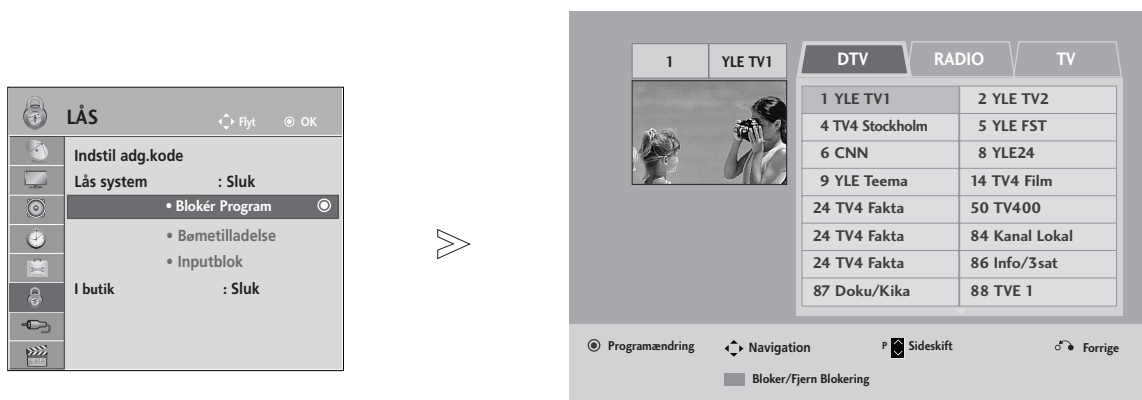 LÅS Flyt OK
Indstil adg.kode
Lås system : Sluk
• Blokér Program
• Bømetilladelse
• Inputblok
I butik : Sluk
1 YLE TV1
DTV RADIO TV
1 YLE TV1 2 YLE TV2
4 TV4 Stockholm 5 YLE FST
6 CNN 8 YLE24
9 YLE Teema 14 TV4 Film
24 TV4 Fakta 50 TV400
24 TV4 Fakta 84 Kanal Lokal
24 TV4 Fakta 86 Info/3sat
87 Doku/Kika 88 TVE 1
Programændring Navigation P Sideskift Forrige
Bloker/Fjern Blokering